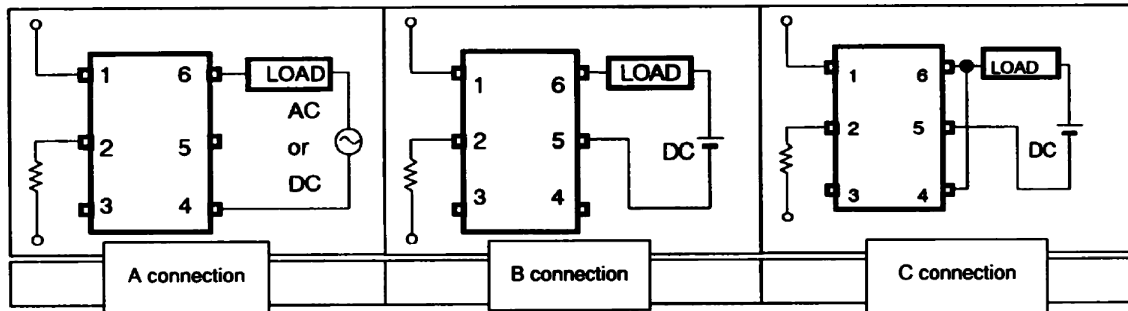 1 6 LOAD
AC
2 5 or
DC
3 4
A connection
1 6 LOAD
2 5 DC
3 4
B connection
1 6 LOAD
2 5 DC
3 4
C connection